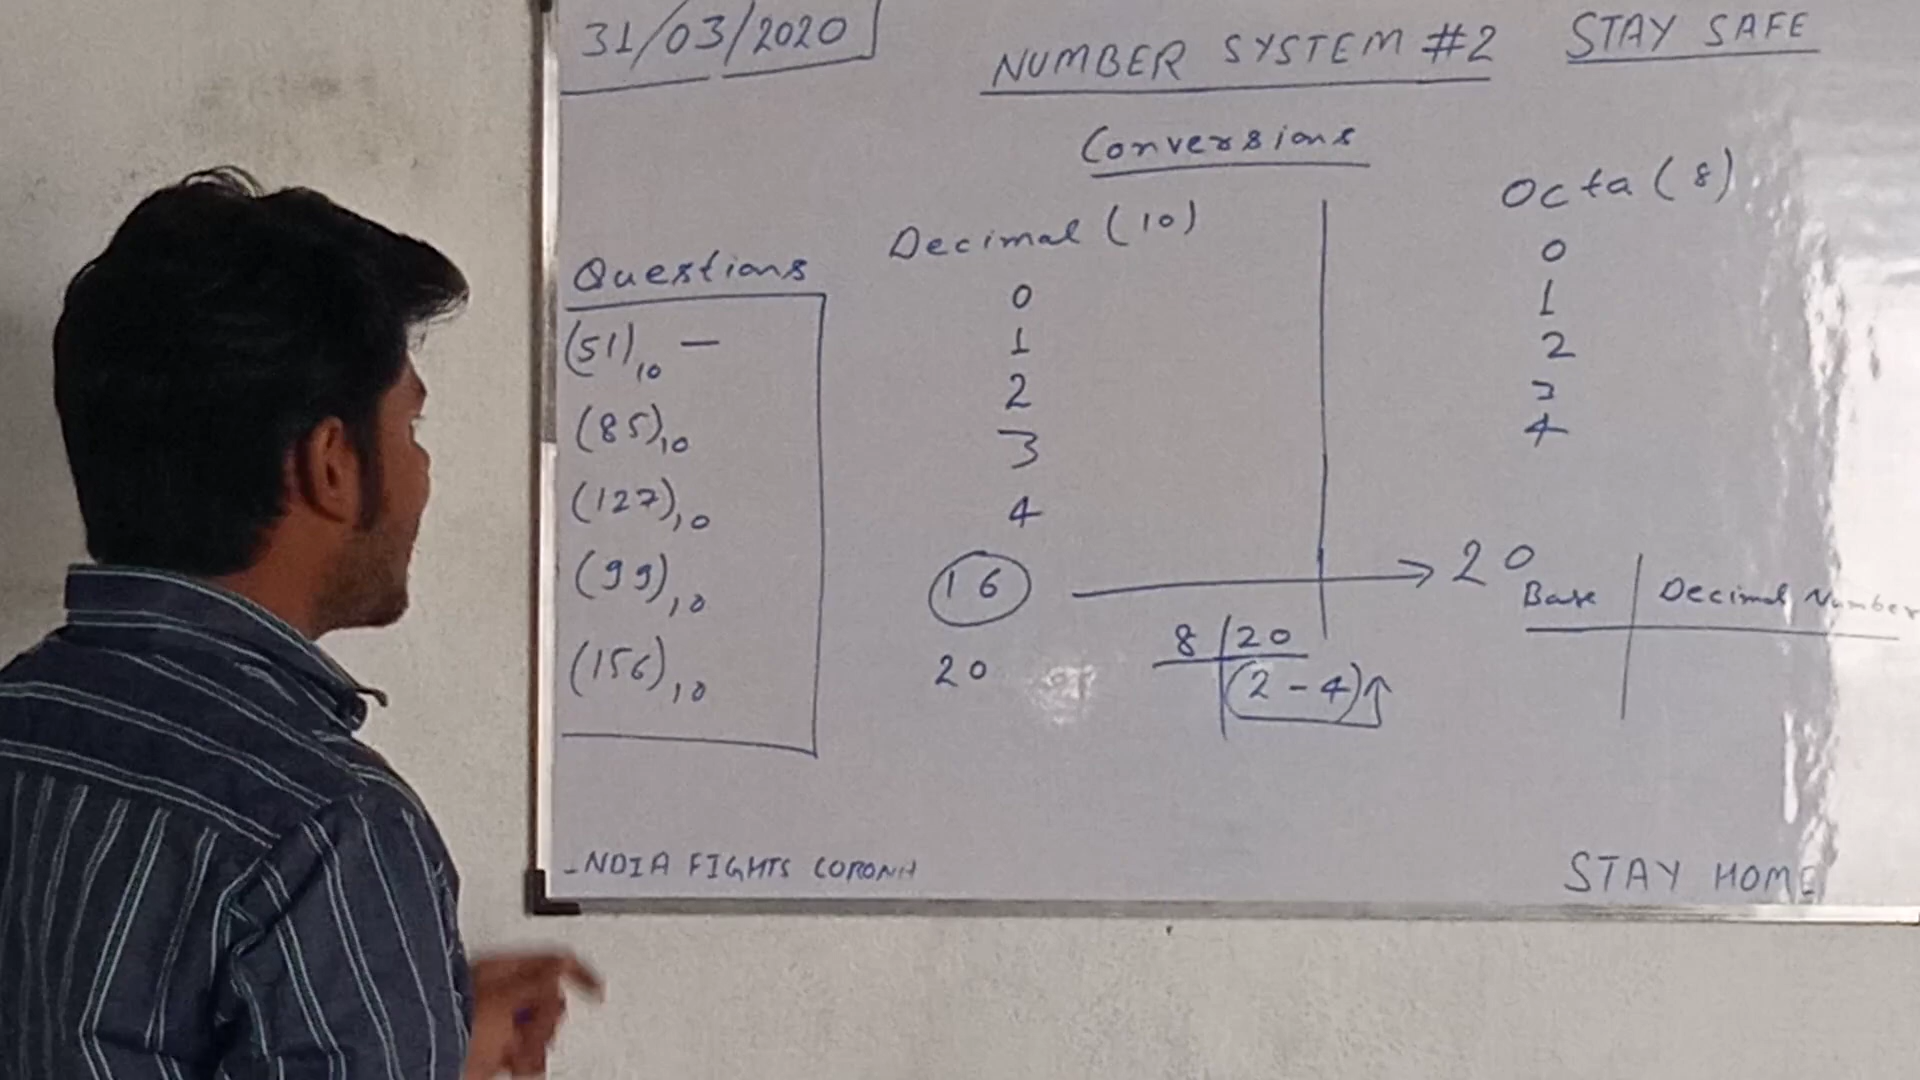 31/03/2020
NUMBER SYSTEM #2
STAY SAFE
Conversions
Questions
(51)10 —
(85)10
(127)10
(99)10
(156)10
Decimal (10)
0
1
2
3
4
16 → 20
20
8 | 20
(2 - 4)↑
Octa (8)
0
1
2
3
4
Base | Decimal Number
INDIA FIGHTS CORONA
STAY HOME